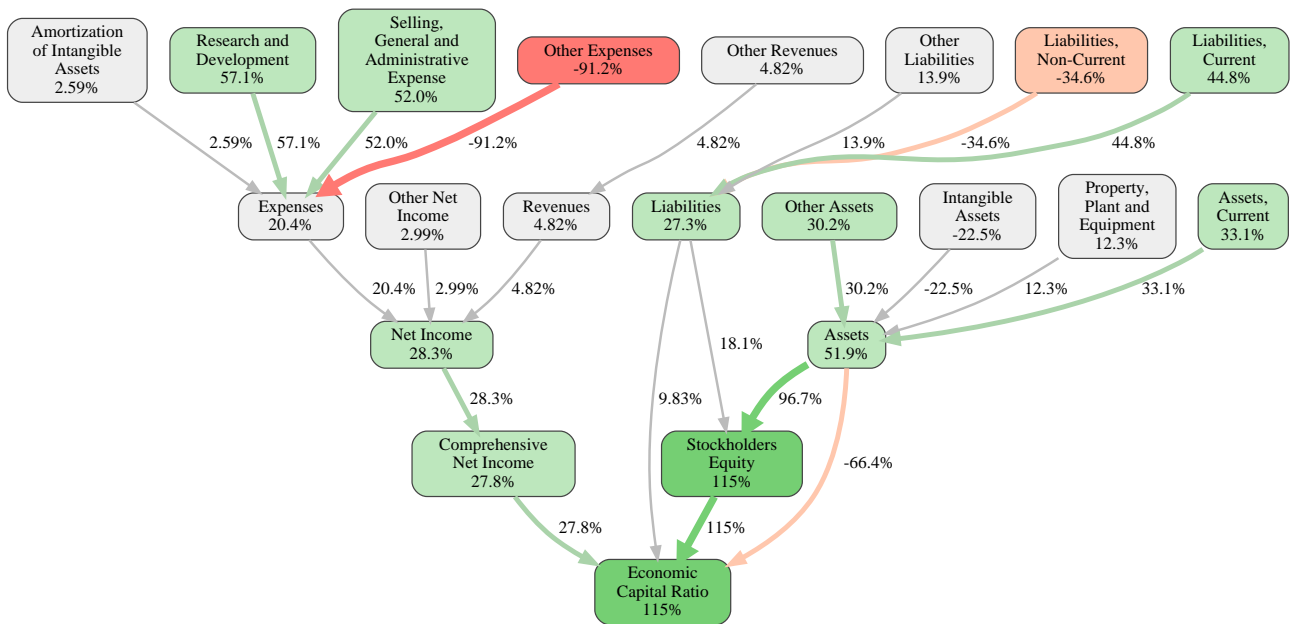 Amortization
of Intangible
Assets
2.59%
Research and
Development
57.1%
Selling,
General and
Administrative
Expense
52.0%
Other Expenses
-91.2%
Other Revenues
4.82%
Other
Liabilities
13.9%
Liabilities,
Non-Current
-34.6%
Liabilities,
Current
44.8%
2.59%
57.1%
52.0%
-91.2%
4.82%
13.9%
-34.6%
44.8%
Expenses
20.4%
Other Net
Income
2.99%
Revenues
4.82%
Liabilities
27.3%
Other Assets
30.2%
Intangible
Assets
-22.5%
Property,
Plant and
Equipment
12.3%
Assets,
Current
33.1%
20.4%
2.99%
4.82%
30.2%
-22.5%
12.3%
33.1%
Net Income
28.3%
18.1%
Assets
51.9%
28.3%
9.83%
96.7%
Comprehensive
Net Income
27.8%
Stockholders
Equity
115%
-66.4%
27.8%
115%
Economic
Capital Ratio
115%